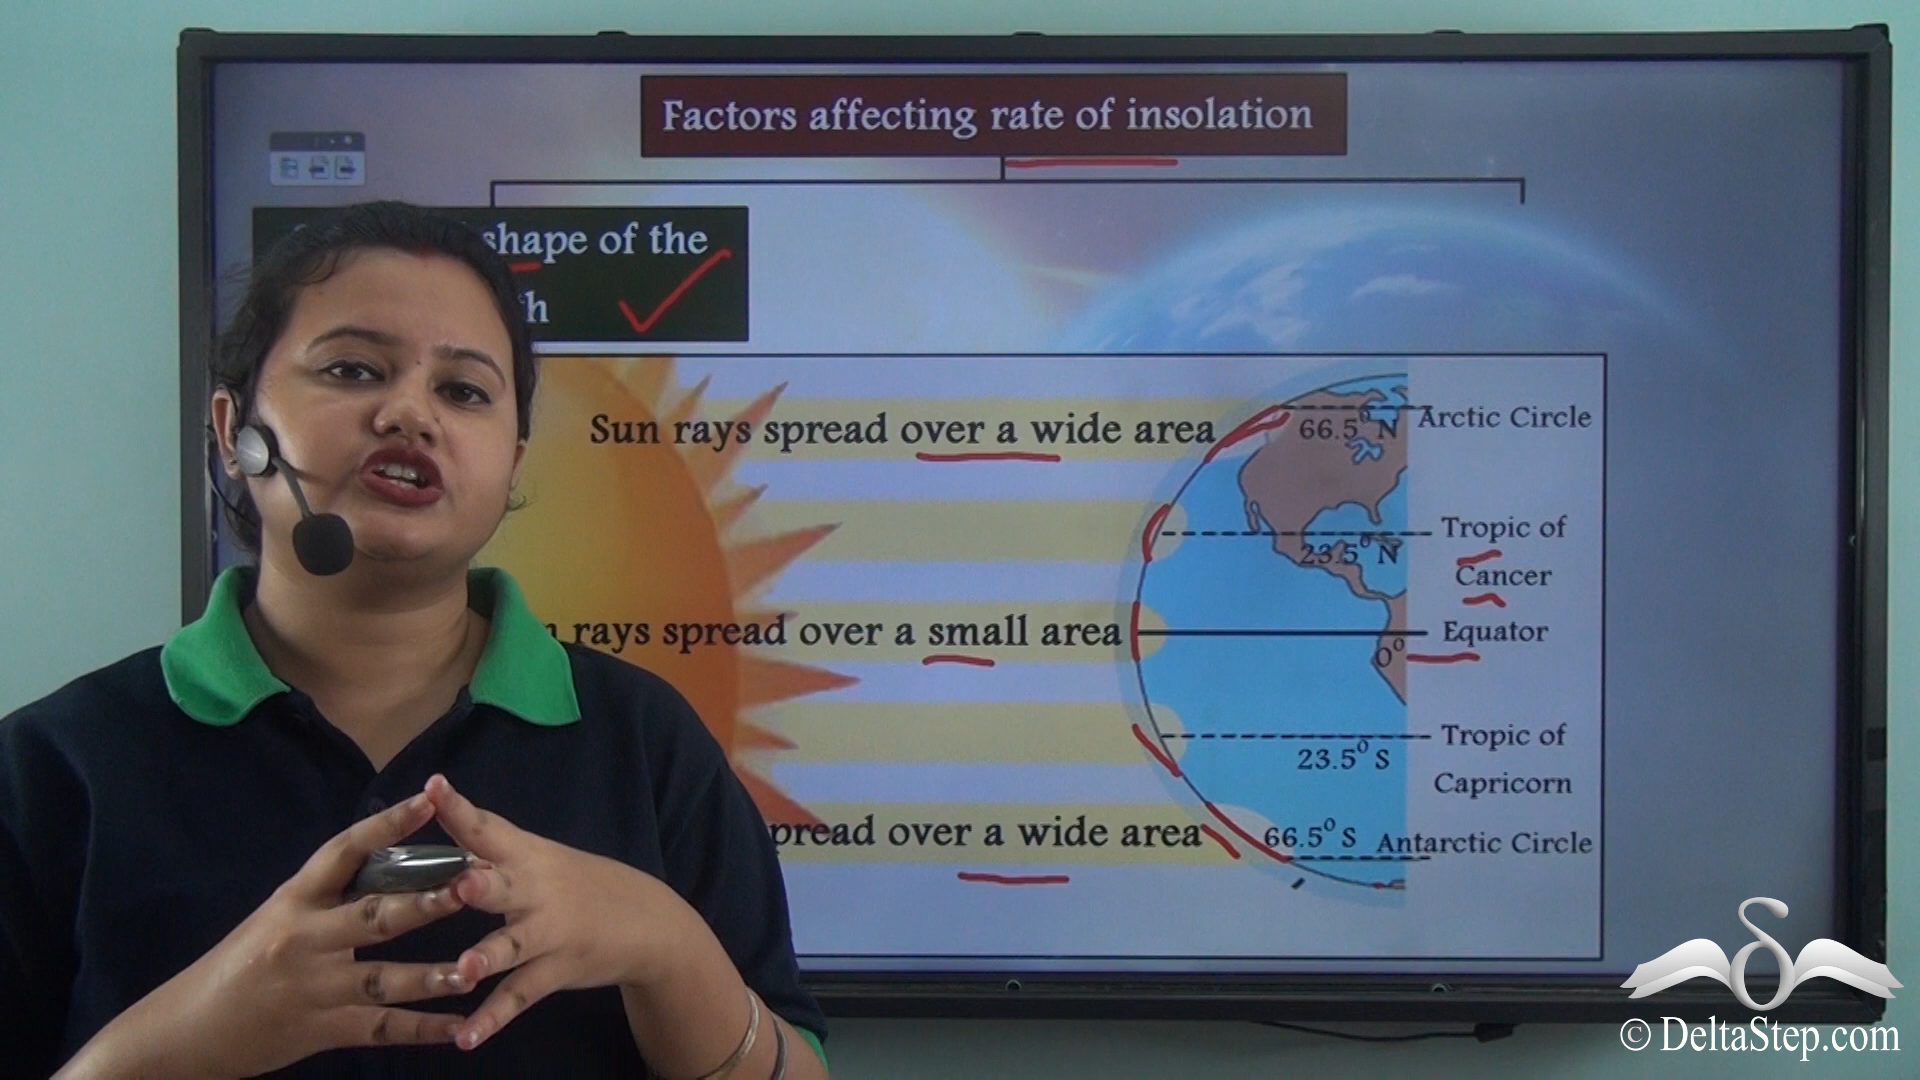 Factors affecting rate of insolation
shape of the
Sun rays spread over a wide area
66.5° N
Arctic Circle
Tropic of
23.5° N
Cancer
rays spread over a small area
Equator
0°
Tropic of
23.5° S
Capricorn
over a wide area
66.5° S
Antarctic Circle
© DeltaStep.com